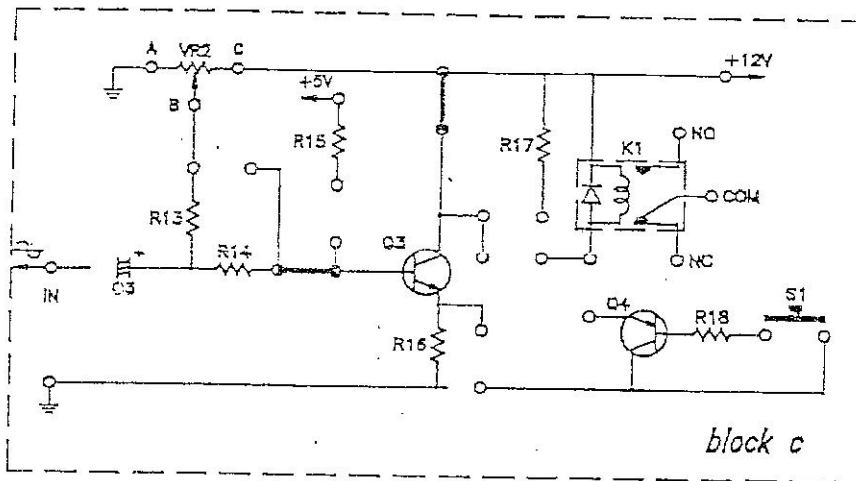 A VR2 C
+12V
+5V
B
R15
R17
K1
NO
COM
R13
R14
Q3
NC
IN
C3
+
Q4
R18
S1
R16
block c